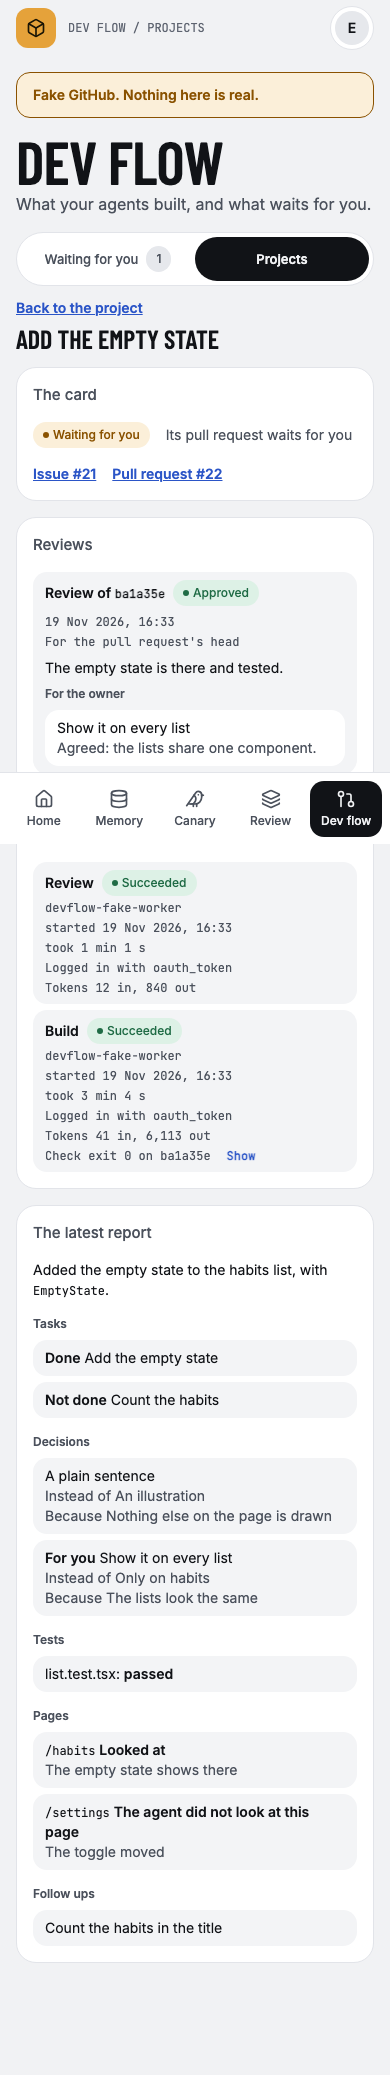 DEV FLOW / PROJECTS
E
Fake GitHub. Nothing here is real.
DEV FLOW
What your agents built, and what waits for you.
Waiting for you 1
Projects
Back to the project
ADD THE EMPTY STATE
The card
Waiting for you Its pull request waits for you
Issue #21 Pull request #22
Reviews
Review of ba1a35e Approved
19 Nov 2026, 16:33
For the pull request's head
The empty state is there and tested.
For the owner
Show it on every list
Agreed: the lists share one component.
Home Memory Canary Review Dev flow
Review Succeeded
devflow-fake-worker
started 19 Nov 2026, 16:33
took 1 min 1 s
Logged in with oauth_token
Tokens 12 in, 840 out
Build Succeeded
devflow-fake-worker
started 19 Nov 2026, 16:33
took 3 min 4 s
Logged in with oauth_token
Tokens 41 in, 6,113 out
Check exit 0 on ba1a35e Show
The latest report
Added the empty state to the habits list, with
EmptyState.
Tasks
Done Add the empty state
Not done Count the habits
Decisions
A plain sentence
Instead of An illustration
Because Nothing else on the page is drawn
For you Show it on every list
Instead of Only on habits
Because The lists look the same
Tests
list.test.tsx: passed
Pages
/habits Looked at
The empty state shows there
/settings The agent did not look at this
page
The toggle moved
Follow ups
Count the habits in the title